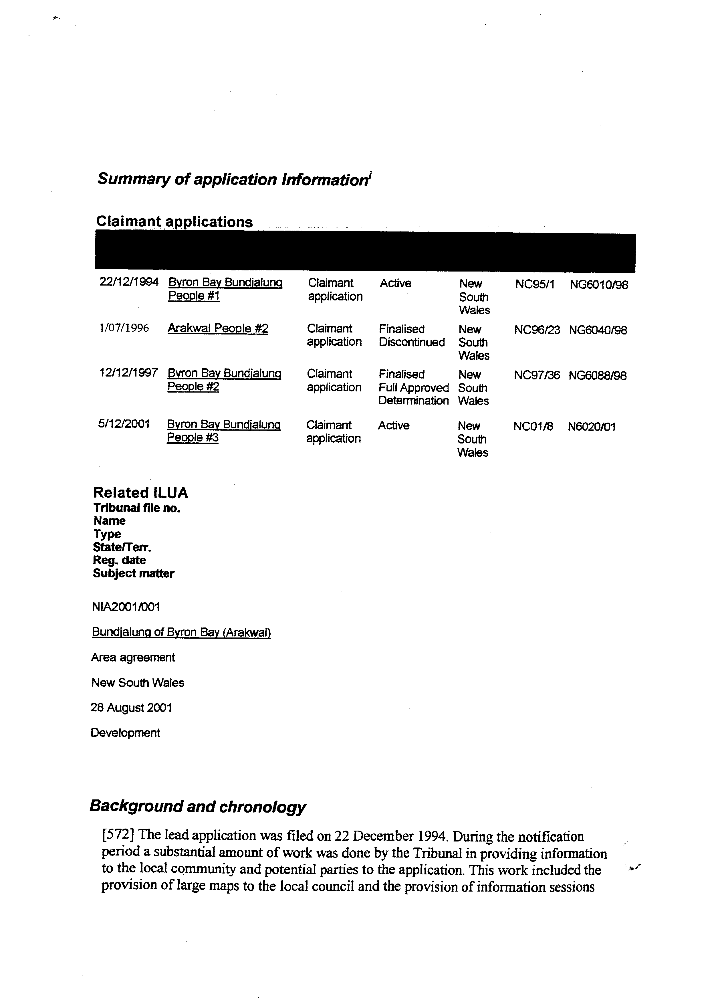 Summary of application informationⁱ
Claimant applications
22/12/1994 Byron Bay Bundjalung Claimant Active New NC95/1 NG6010/98
People #1 application South
Wales
1/07/1996 Arakwal People #2 Claimant Finalised New NC96/23 NG6040/98
application Discontinued South
Wales
12/12/1997 Byron Bay Bundjalung Claimant Finalised New NC97/36 NG6088/98
People #2 application Full Approved South
Determination Wales
5/12/2001 Byron Bay Bundjalung Claimant Active New NC01/8 N6020/01
People #3 application South
Wales
Related ILUA
Tribunal file no.
Name
Type
State/Terr.
Reg. date
Subject matter
NIA2001/001
Bundjalung of Byron Bay (Arakwal)
Area agreement
New South Wales
28 August 2001
Development
Background and chronology
[572] The lead application was filed on 22 December 1994. During the notification
period a substantial amount of work was done by the Tribunal in providing information
to the local community and potential parties to the application. This work included the
provision of large maps to the local council and the provision of information sessions